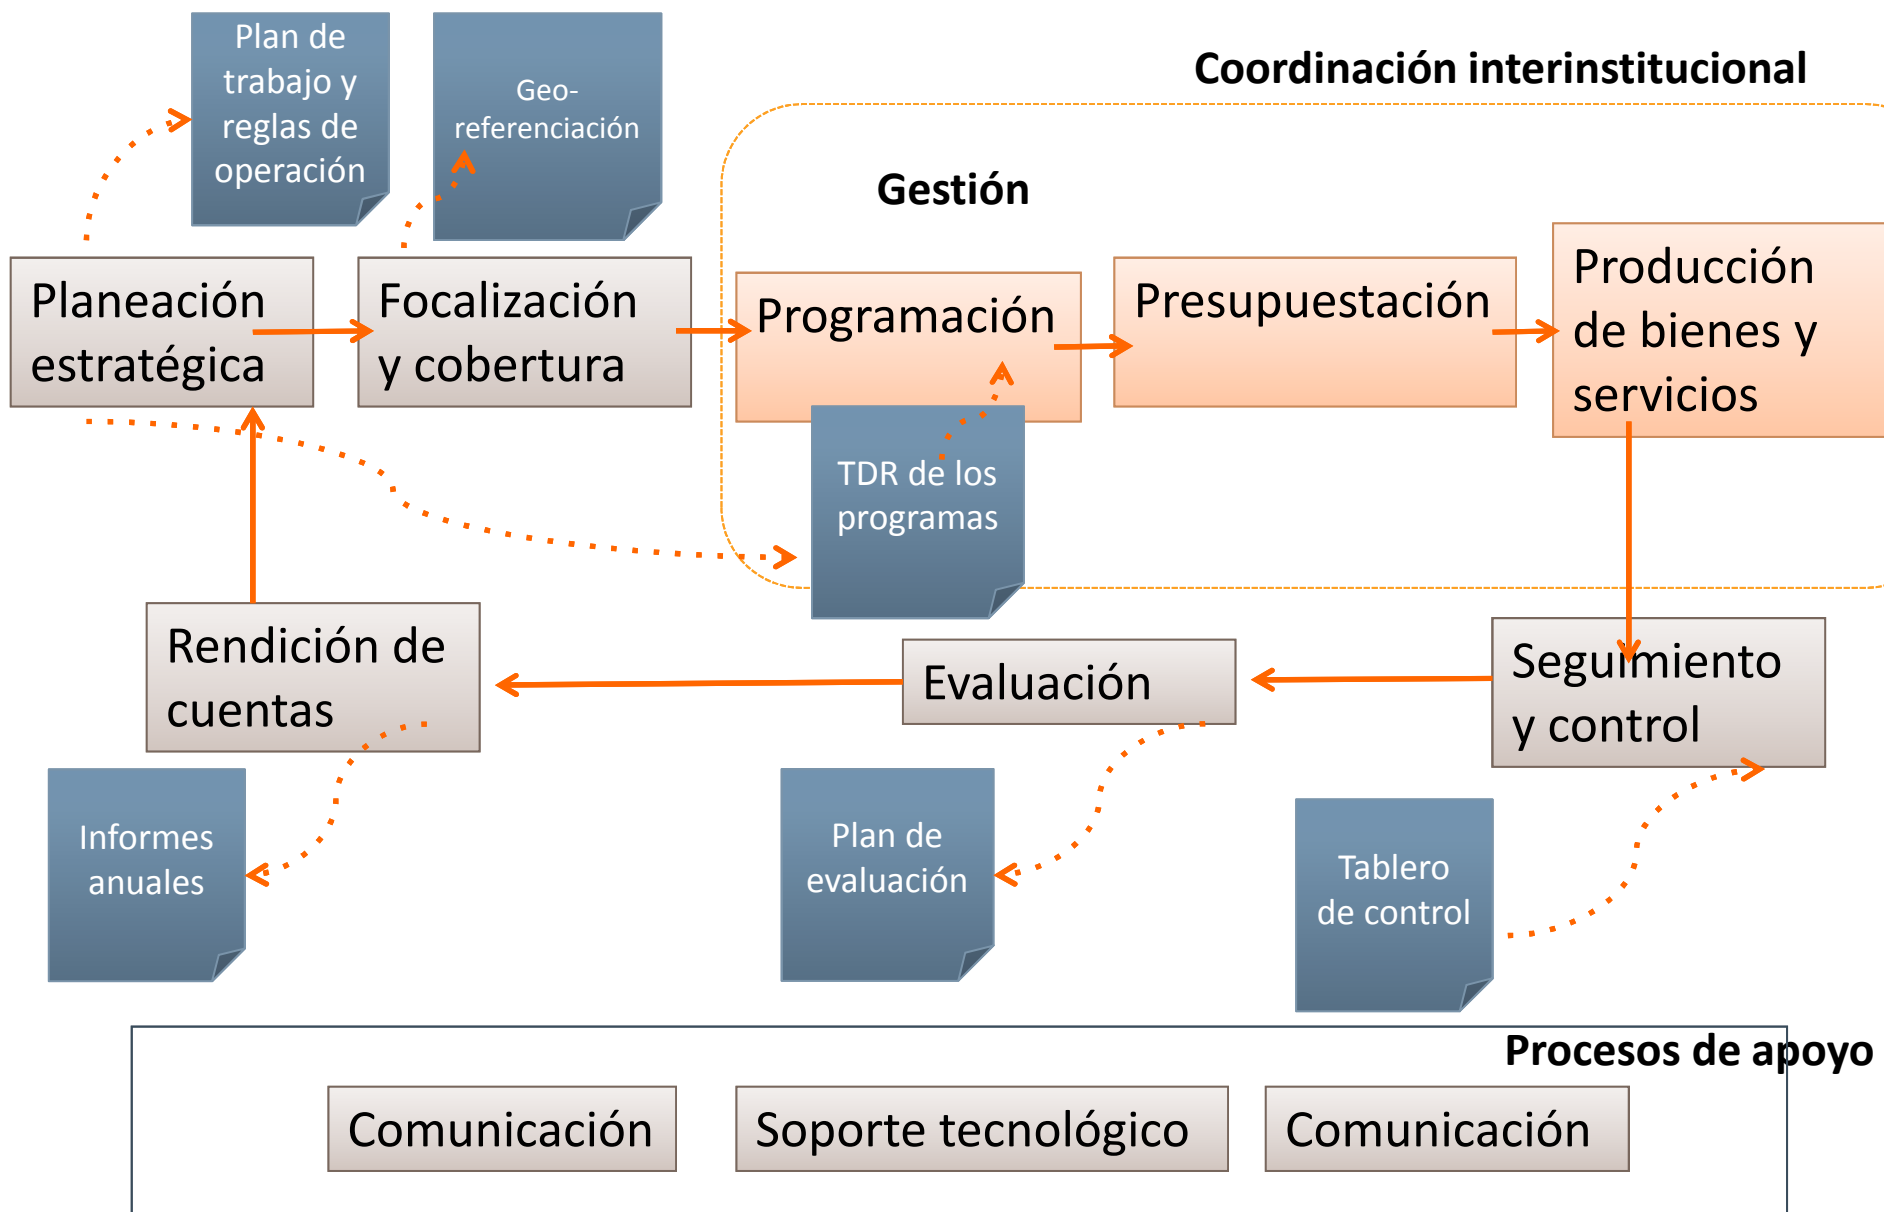 Plan de
trabajo y
reglas de
operación
Geo-
referenciación
Coordinación interinstitucional
Gestión
Planeación
estratégica
Focalización
y cobertura
Programación
Presupuestación
Producción
de bienes y
servicios
TDR de los
programas
Rendición de
cuentas
Evaluación
Seguimiento
y control
Informes
anuales
Plan de
evaluación
Tablero
de control
Procesos de apoyo
Comunicación
Soporte tecnológico
Comunicación